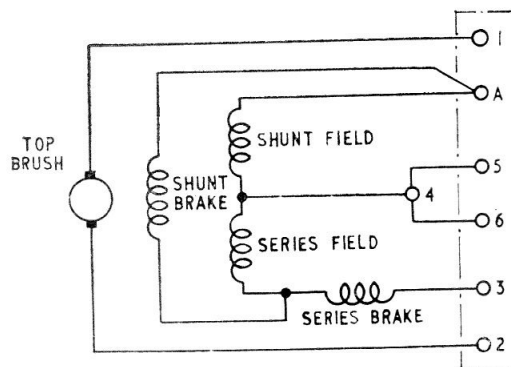 1
A
TOP
BRUSH
SHUNT FIELD
SHUNT
BRAKE
5
4
6
SERIES FIELD
3
SERIES BRAKE
2